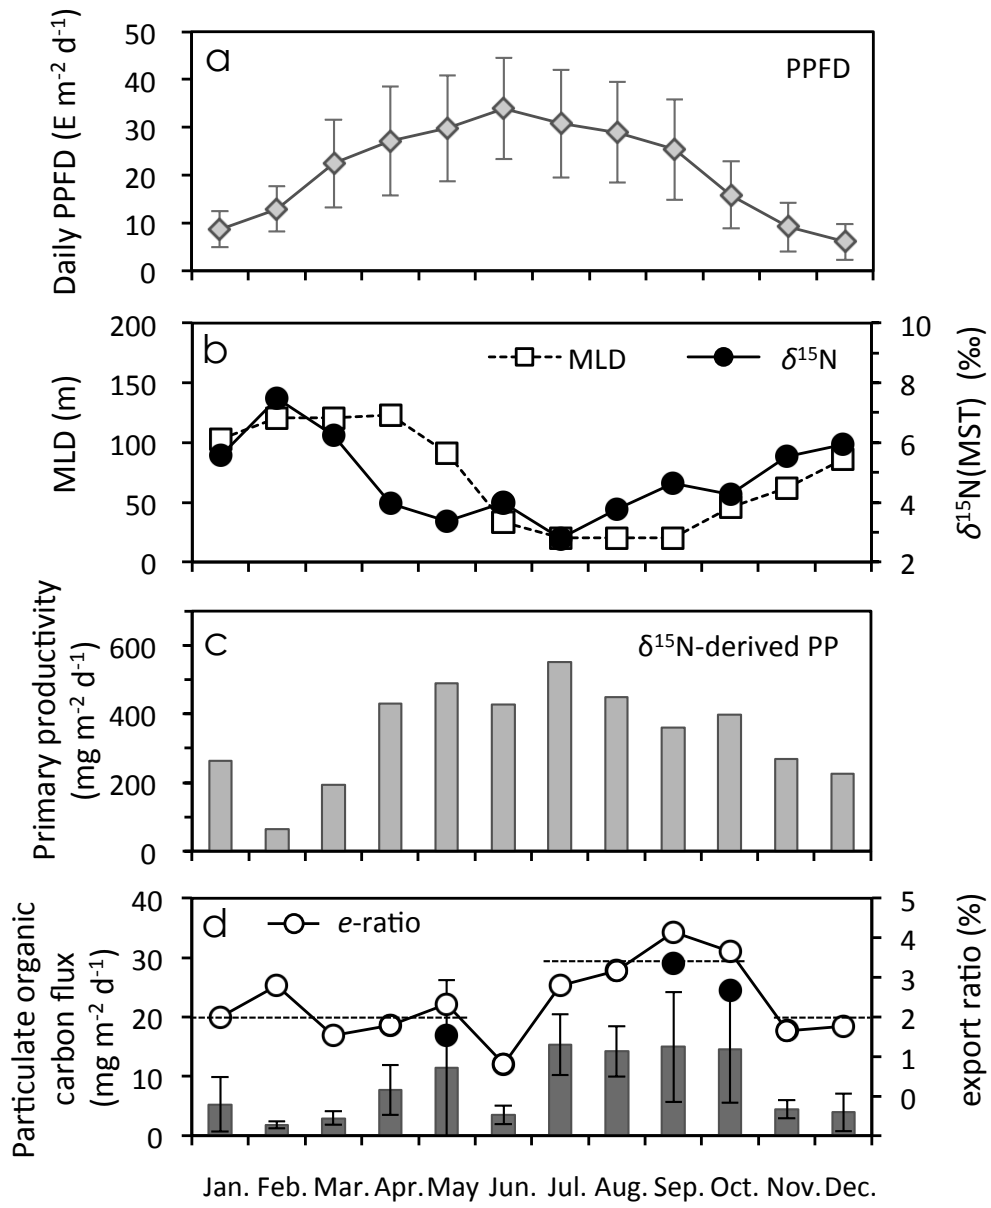 a
PPFD
Daily PPFD (E m-2 d-1)
50
40
30
20
10
0
b
MLD
δ15N
MLD (m)
200
150
100
50
0
δ15N(MST) (‰)
10
8
6
4
2
c
δ15N-derived PP
Primary productivity
(mg m-2 d-1)
600
400
200
0
d
e-ratio
Particulate organic
carbon flux
(mg m-2 d-1)
40
30
20
10
0
export ratio (%)
5
4
3
2
1
0
Jan. Feb. Mar. Apr. May Jun. Jul. Aug. Sep. Oct. Nov. Dec.